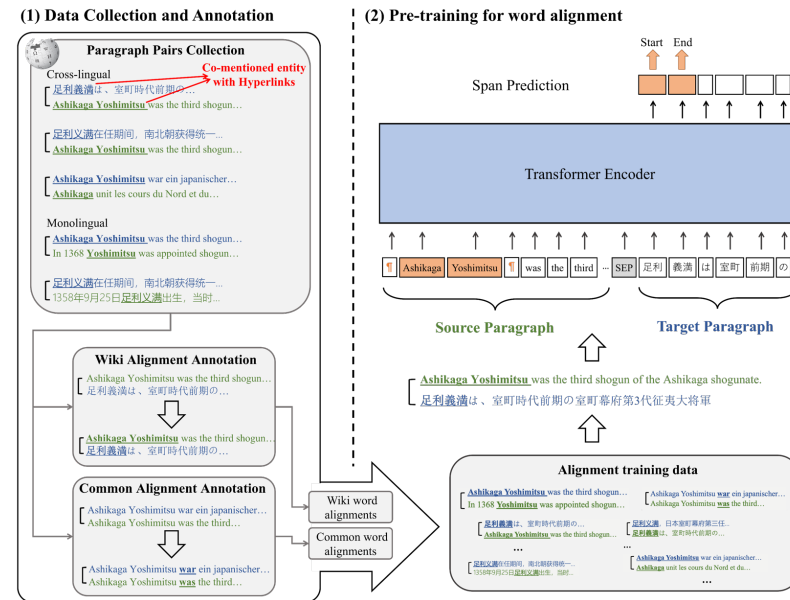 (1) Data Collection and Annotation
Paragraph Pairs Collection
Cross-lingual
Co-mentioned entity
with Hyperlinks
足利義満は、室町時代前期の…
Ashikaga Yoshimitsu was the third shogun…
足利义满在任期间，南北朝获得统一…
Ashikaga Yoshimitsu was the third shogun…
Ashikaga Yoshimitsu war ein japanischer…
Ashikaga unit les cours du Nord et du…
Monolingual
Ashikaga Yoshimitsu was the third shogun…
In 1368 Yoshimitsu was appointed shogun…
足利义满在任期间，南北朝获得统一…
1358年9月25日足利义满出生，当时…
Wiki Alignment Annotation
Ashikaga Yoshimitsu was the third shogun…
足利義満は、室町時代前期の…
Ashikaga Yoshimitsu was the third shogun…
足利義満は、室町時代前期の…
Common Alignment Annotation
Ashikaga Yoshimitsu war ein japanischer…
Ashikaga Yoshimitsu was the third…
Ashikaga Yoshimitsu war ein japanischer…
Ashikaga Yoshimitsu was the third…
Wiki word
alignments
Common word
alignments
(2) Pre-training for word alignment
Start End
Span Prediction
Transformer Encoder
¶ Ashikaga Yoshimitsu ¶ was the third ... SEP 足利 義満 は 室町 前期 の
Source Paragraph Target Paragraph
Ashikaga Yoshimitsu was the third shogun of the Ashikaga shogunate.
足利義満は、室町時代前期の室町幕府第3代征夷大将軍
Alignment training data
Ashikaga Yoshimitsu was the third shogun…
In 1368 Yoshimitsu was appointed shogun…
Ashikaga Yoshimitsu war ein japanischer…
Ashikaga Yoshimitsu was the third…
足利義満は、室町時代前期の…
Ashikaga Yoshimitsu was the third shogun…
足利义满，日本室町幕府第三任…
足利義満は、室町時代前期の…
...
...
足利义满在任期间，南北朝获得统一…
1358年9月25日足利义满出生，当时…
Ashikaga Yoshimitsu war ein japanischer…
Ashikaga unit les cours du Nord et du…
...